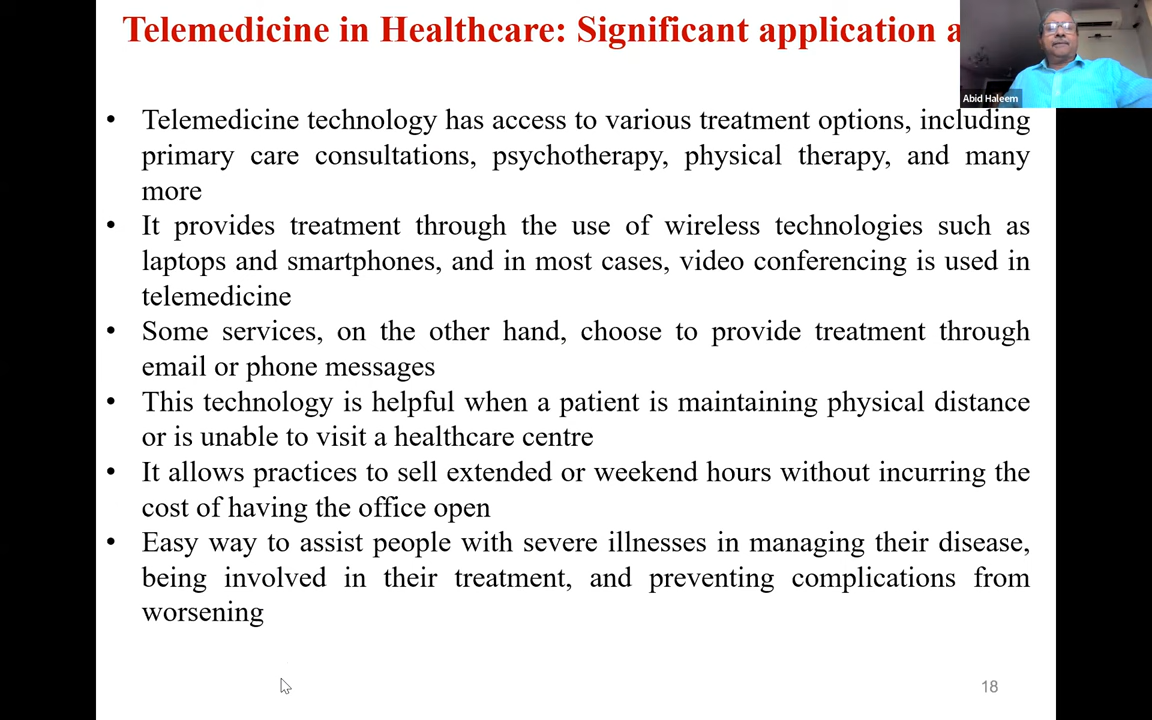 Telemedicine in Healthcare: Significant application
Abid Haleem
• Telemedicine technology has access to various treatment options, including
primary care consultations, psychotherapy, physical therapy, and many
more
• It provides treatment through the use of wireless technologies such as
laptops and smartphones, and in most cases, video conferencing is used in
telemedicine
• Some services, on the other hand, choose to provide treatment through
email or phone messages
• This technology is helpful when a patient is maintaining physical distance
or is unable to visit a healthcare centre
• It allows practices to sell extended or weekend hours without incurring the
cost of having the office open
• Easy way to assist people with severe illnesses in managing their disease,
being involved in their treatment, and preventing complications from
worsening
18